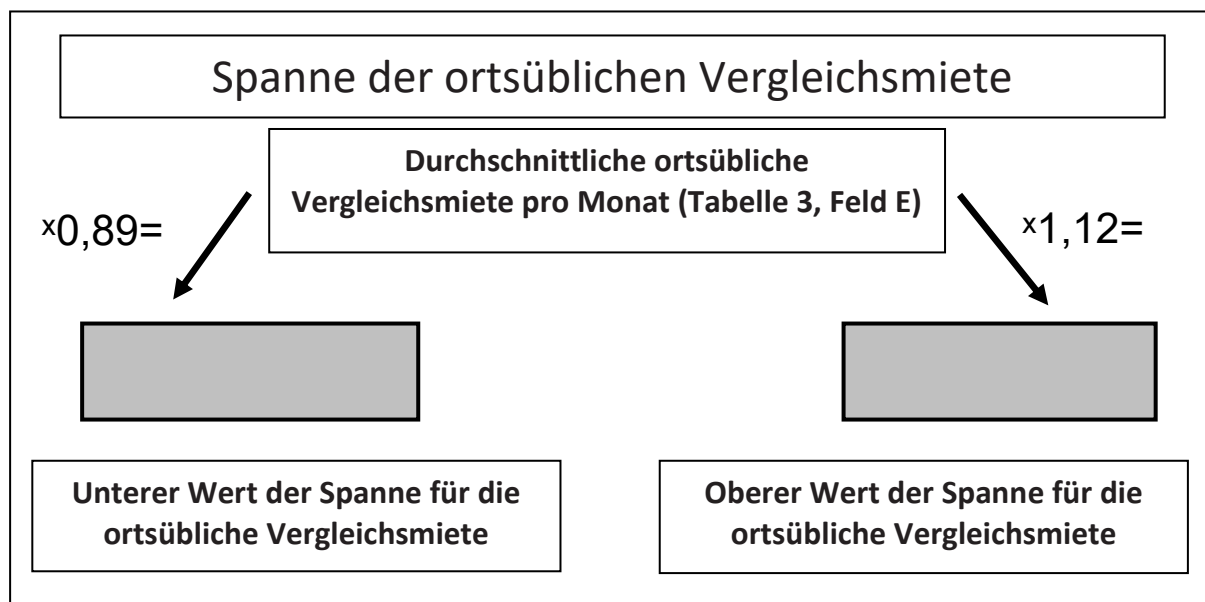 Spanne der ortsüblichen Vergleichsmiete
Durchschnittliche ortsübliche
Vergleichsmiete pro Monat (Tabelle 3, Feld E)
x0,89=
x1,12=
Unterer Wert der Spanne für die
ortsübliche Vergleichsmiete
Oberer Wert der Spanne für die
ortsübliche Vergleichsmiete